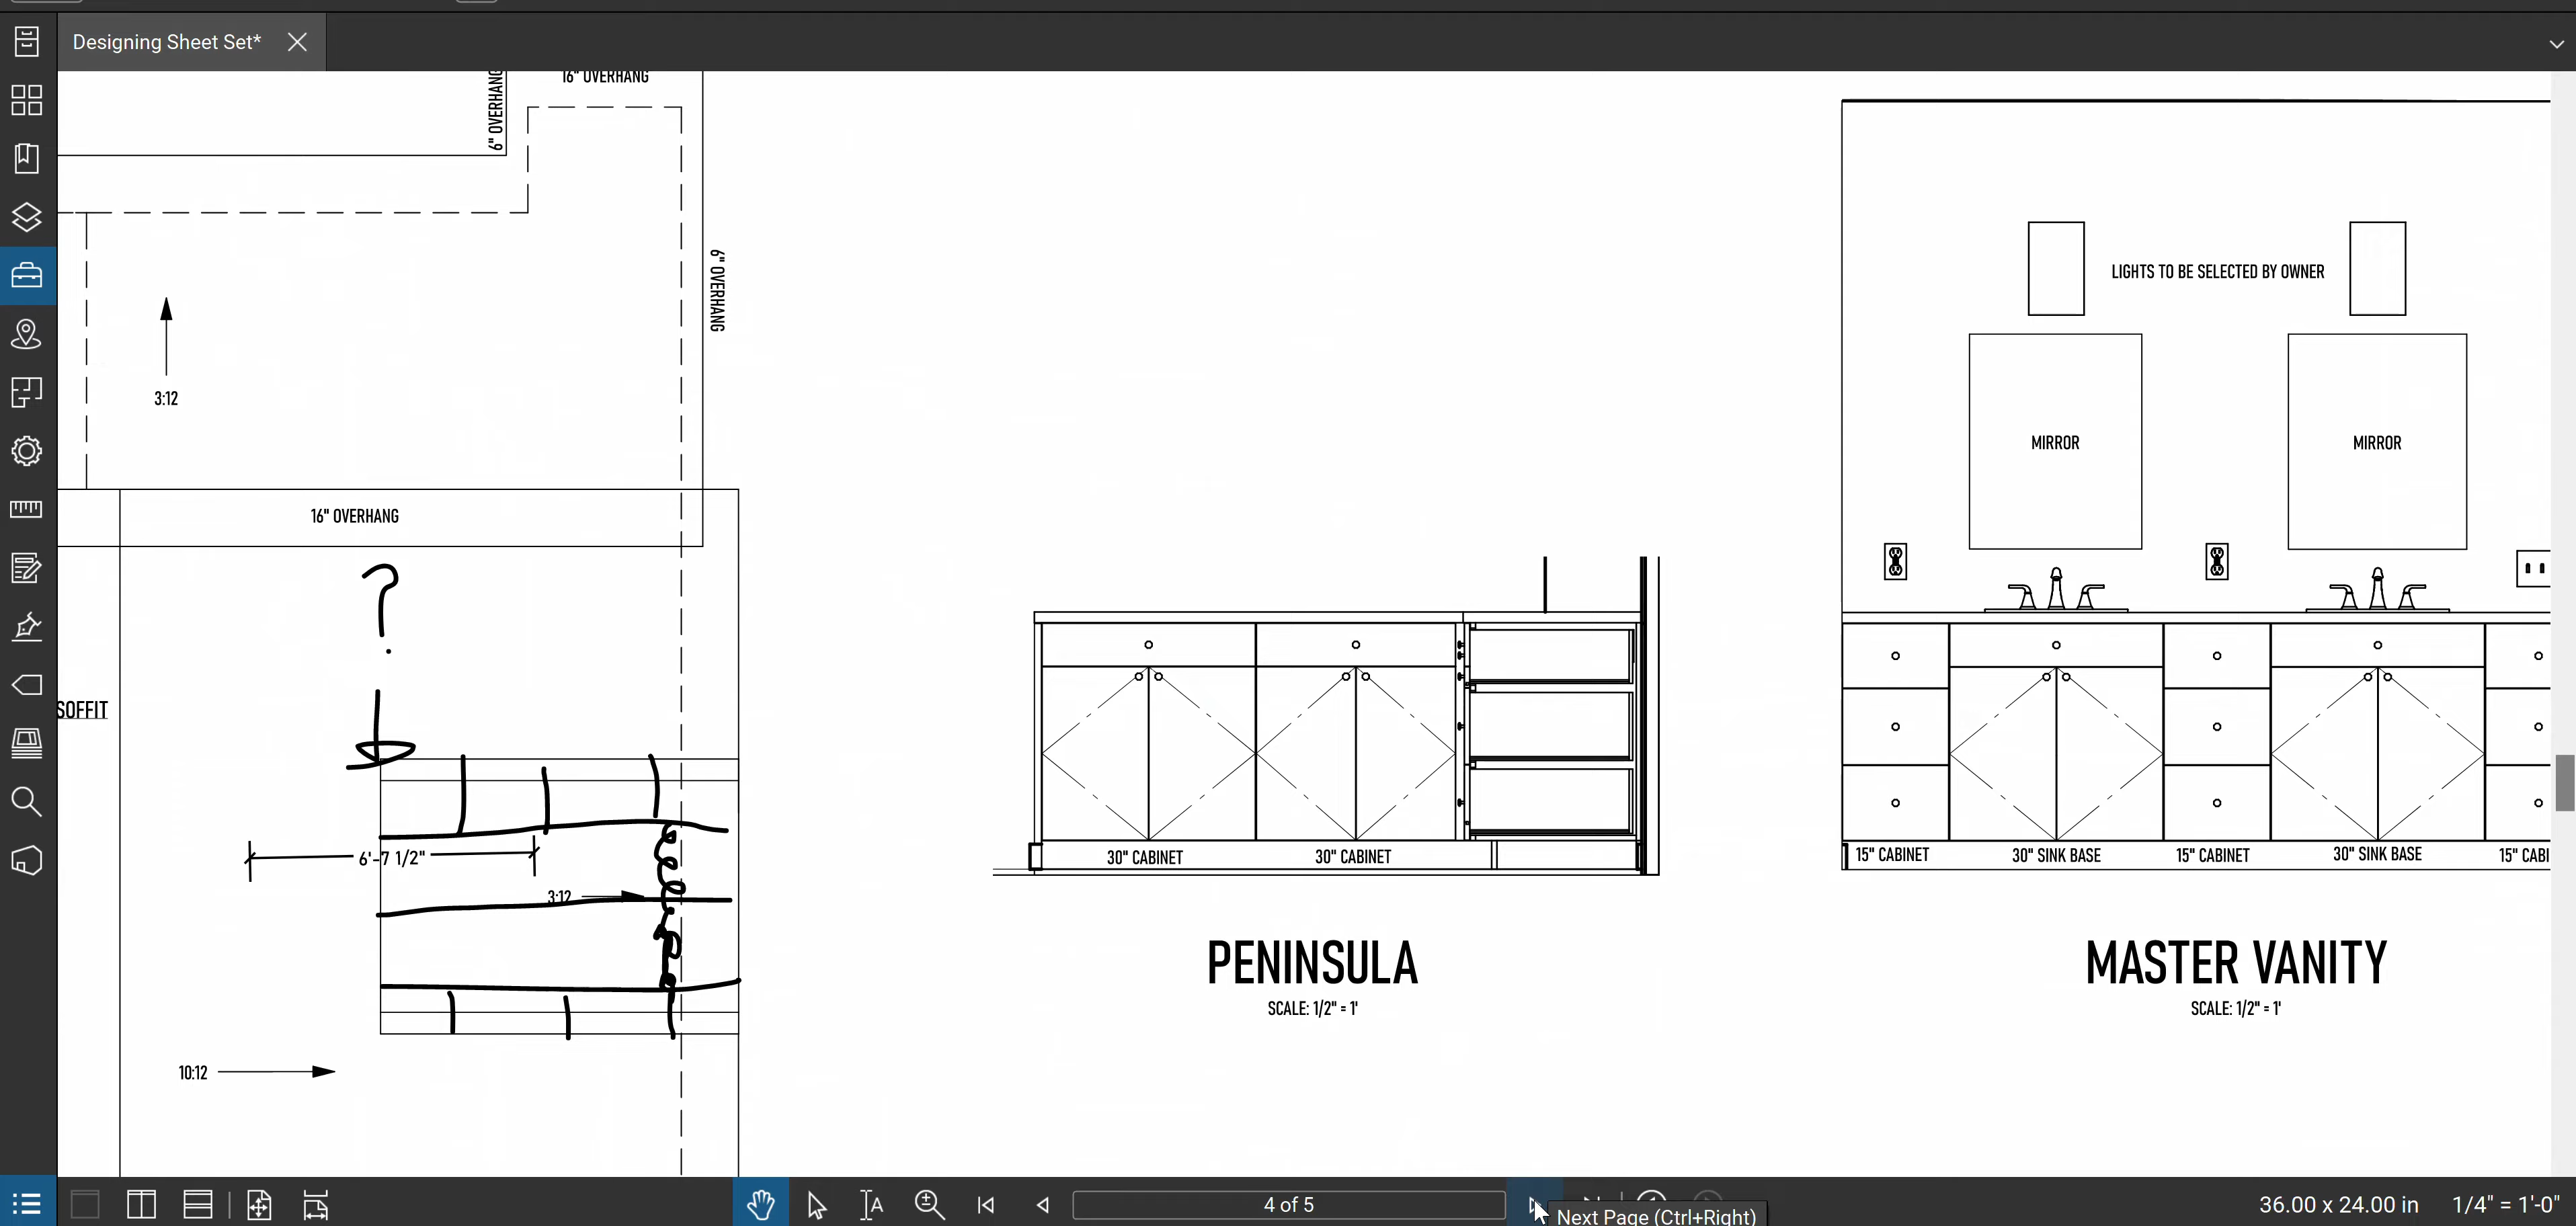 Designing Sheet Set*
16" OVERHANG
6" OVERHANG
6" OVERHANG
3:12
16" OVERHANG
?
SOFFIT
6'-7 1/2"
3:12
10:12
30" CABINET
30" CABINET
PENINSULA
SCALE: 1/2" = 1'
LIGHTS TO BE SELECTED BY OWNER
MIRROR
MIRROR
15" CABINET
30" SINK BASE
15" CABINET
30" SINK BASE
15" CABI
MASTER VANITY
SCALE: 1/2" = 1'
4 of 5
Next Page (Ctrl+Right)
36.00 x 24.00 in
1/4" = 1'-0"